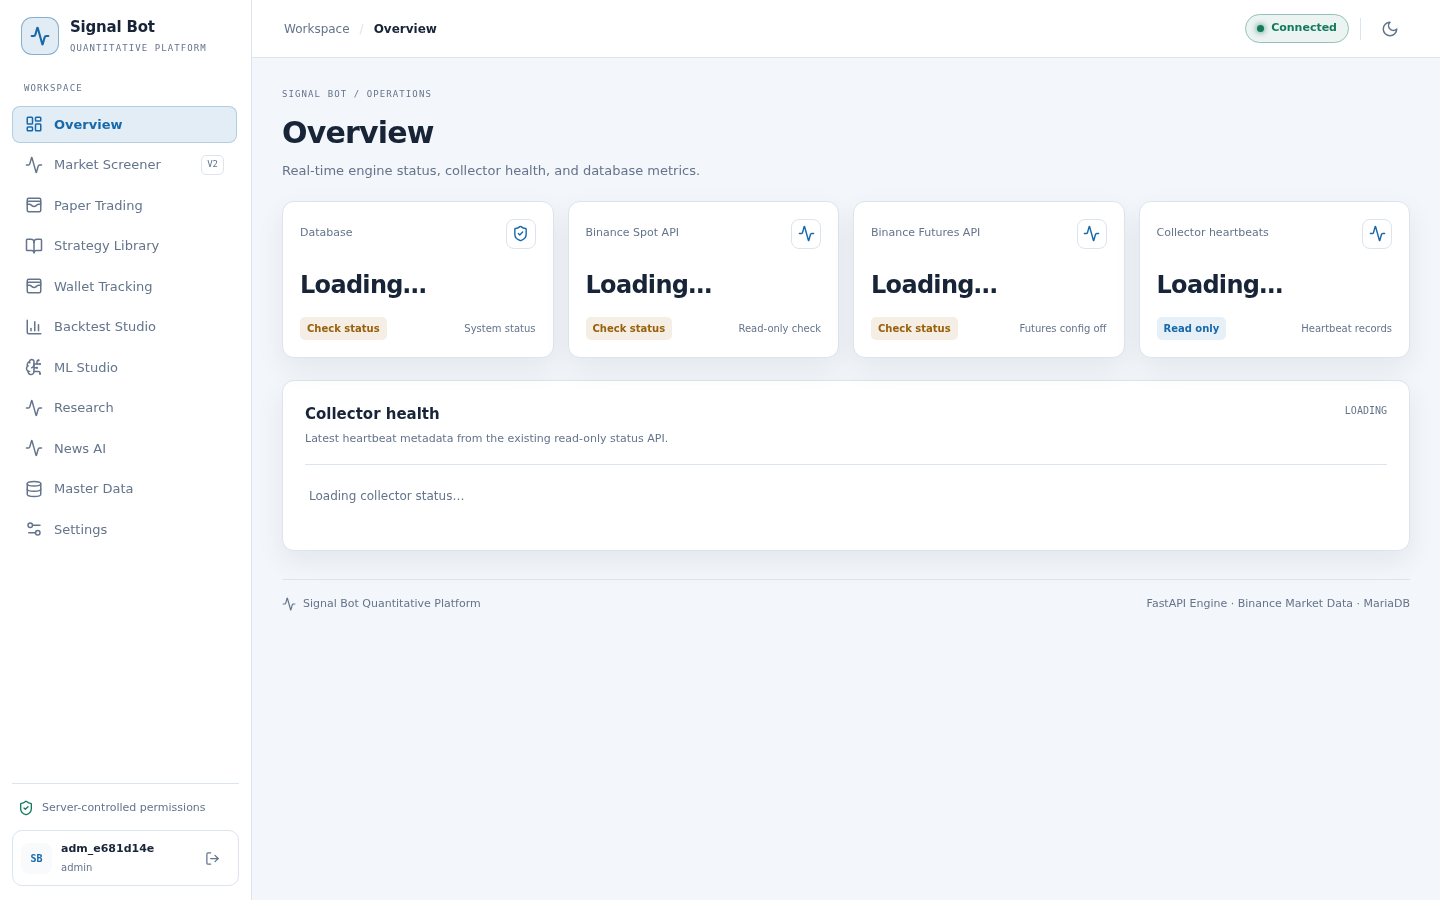 Signal Bot
QUANTITATIVE PLATFORM
WORKSPACE
Overview
Market Screener V2
Paper Trading
Strategy Library
Wallet Tracking
Backtest Studio
ML Studio
Research
News AI
Master Data
Settings
Server-controlled permissions
SB
adm_e681d14e
admin
Workspace / Overview
Connected
SIGNAL BOT / OPERATIONS
Overview
Real-time engine status, collector health, and database metrics.
Database
Loading...
Check status System status
Binance Spot API
Loading...
Check status Read-only check
Binance Futures API
Loading...
Check status Futures config off
Collector heartbeats
Loading...
Read only Heartbeat records
Collector health LOADING
Latest heartbeat metadata from the existing read-only status API.
Loading collector status...
Signal Bot Quantitative Platform
FastAPI Engine · Binance Market Data · MariaDB